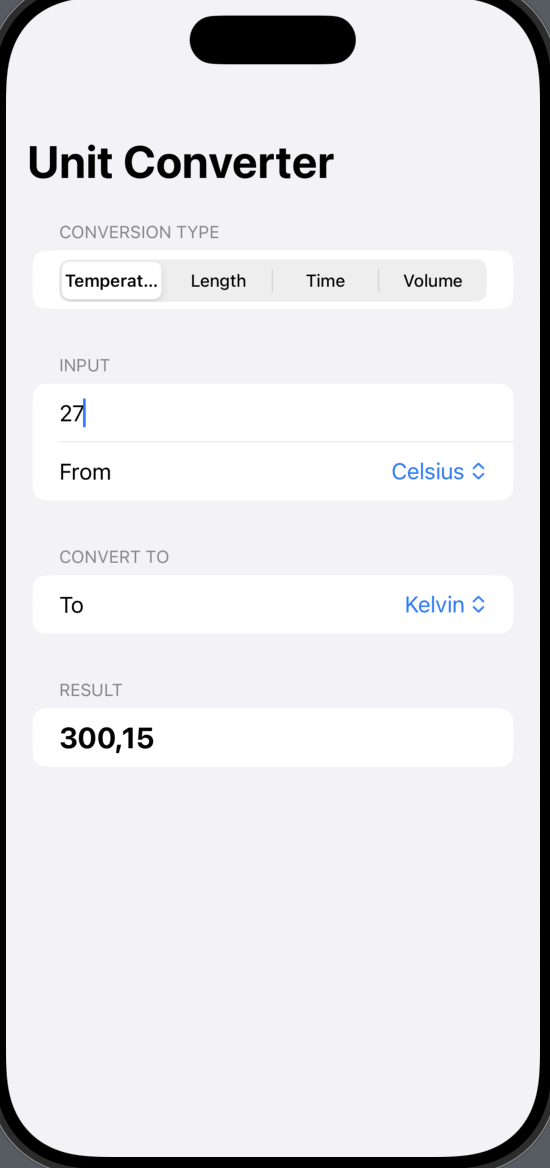 Unit Converter
CONVERSION TYPE
Temperat... Length Time Volume
INPUT
27
From Celsius
CONVERT TO
To Kelvin
RESULT
300,15